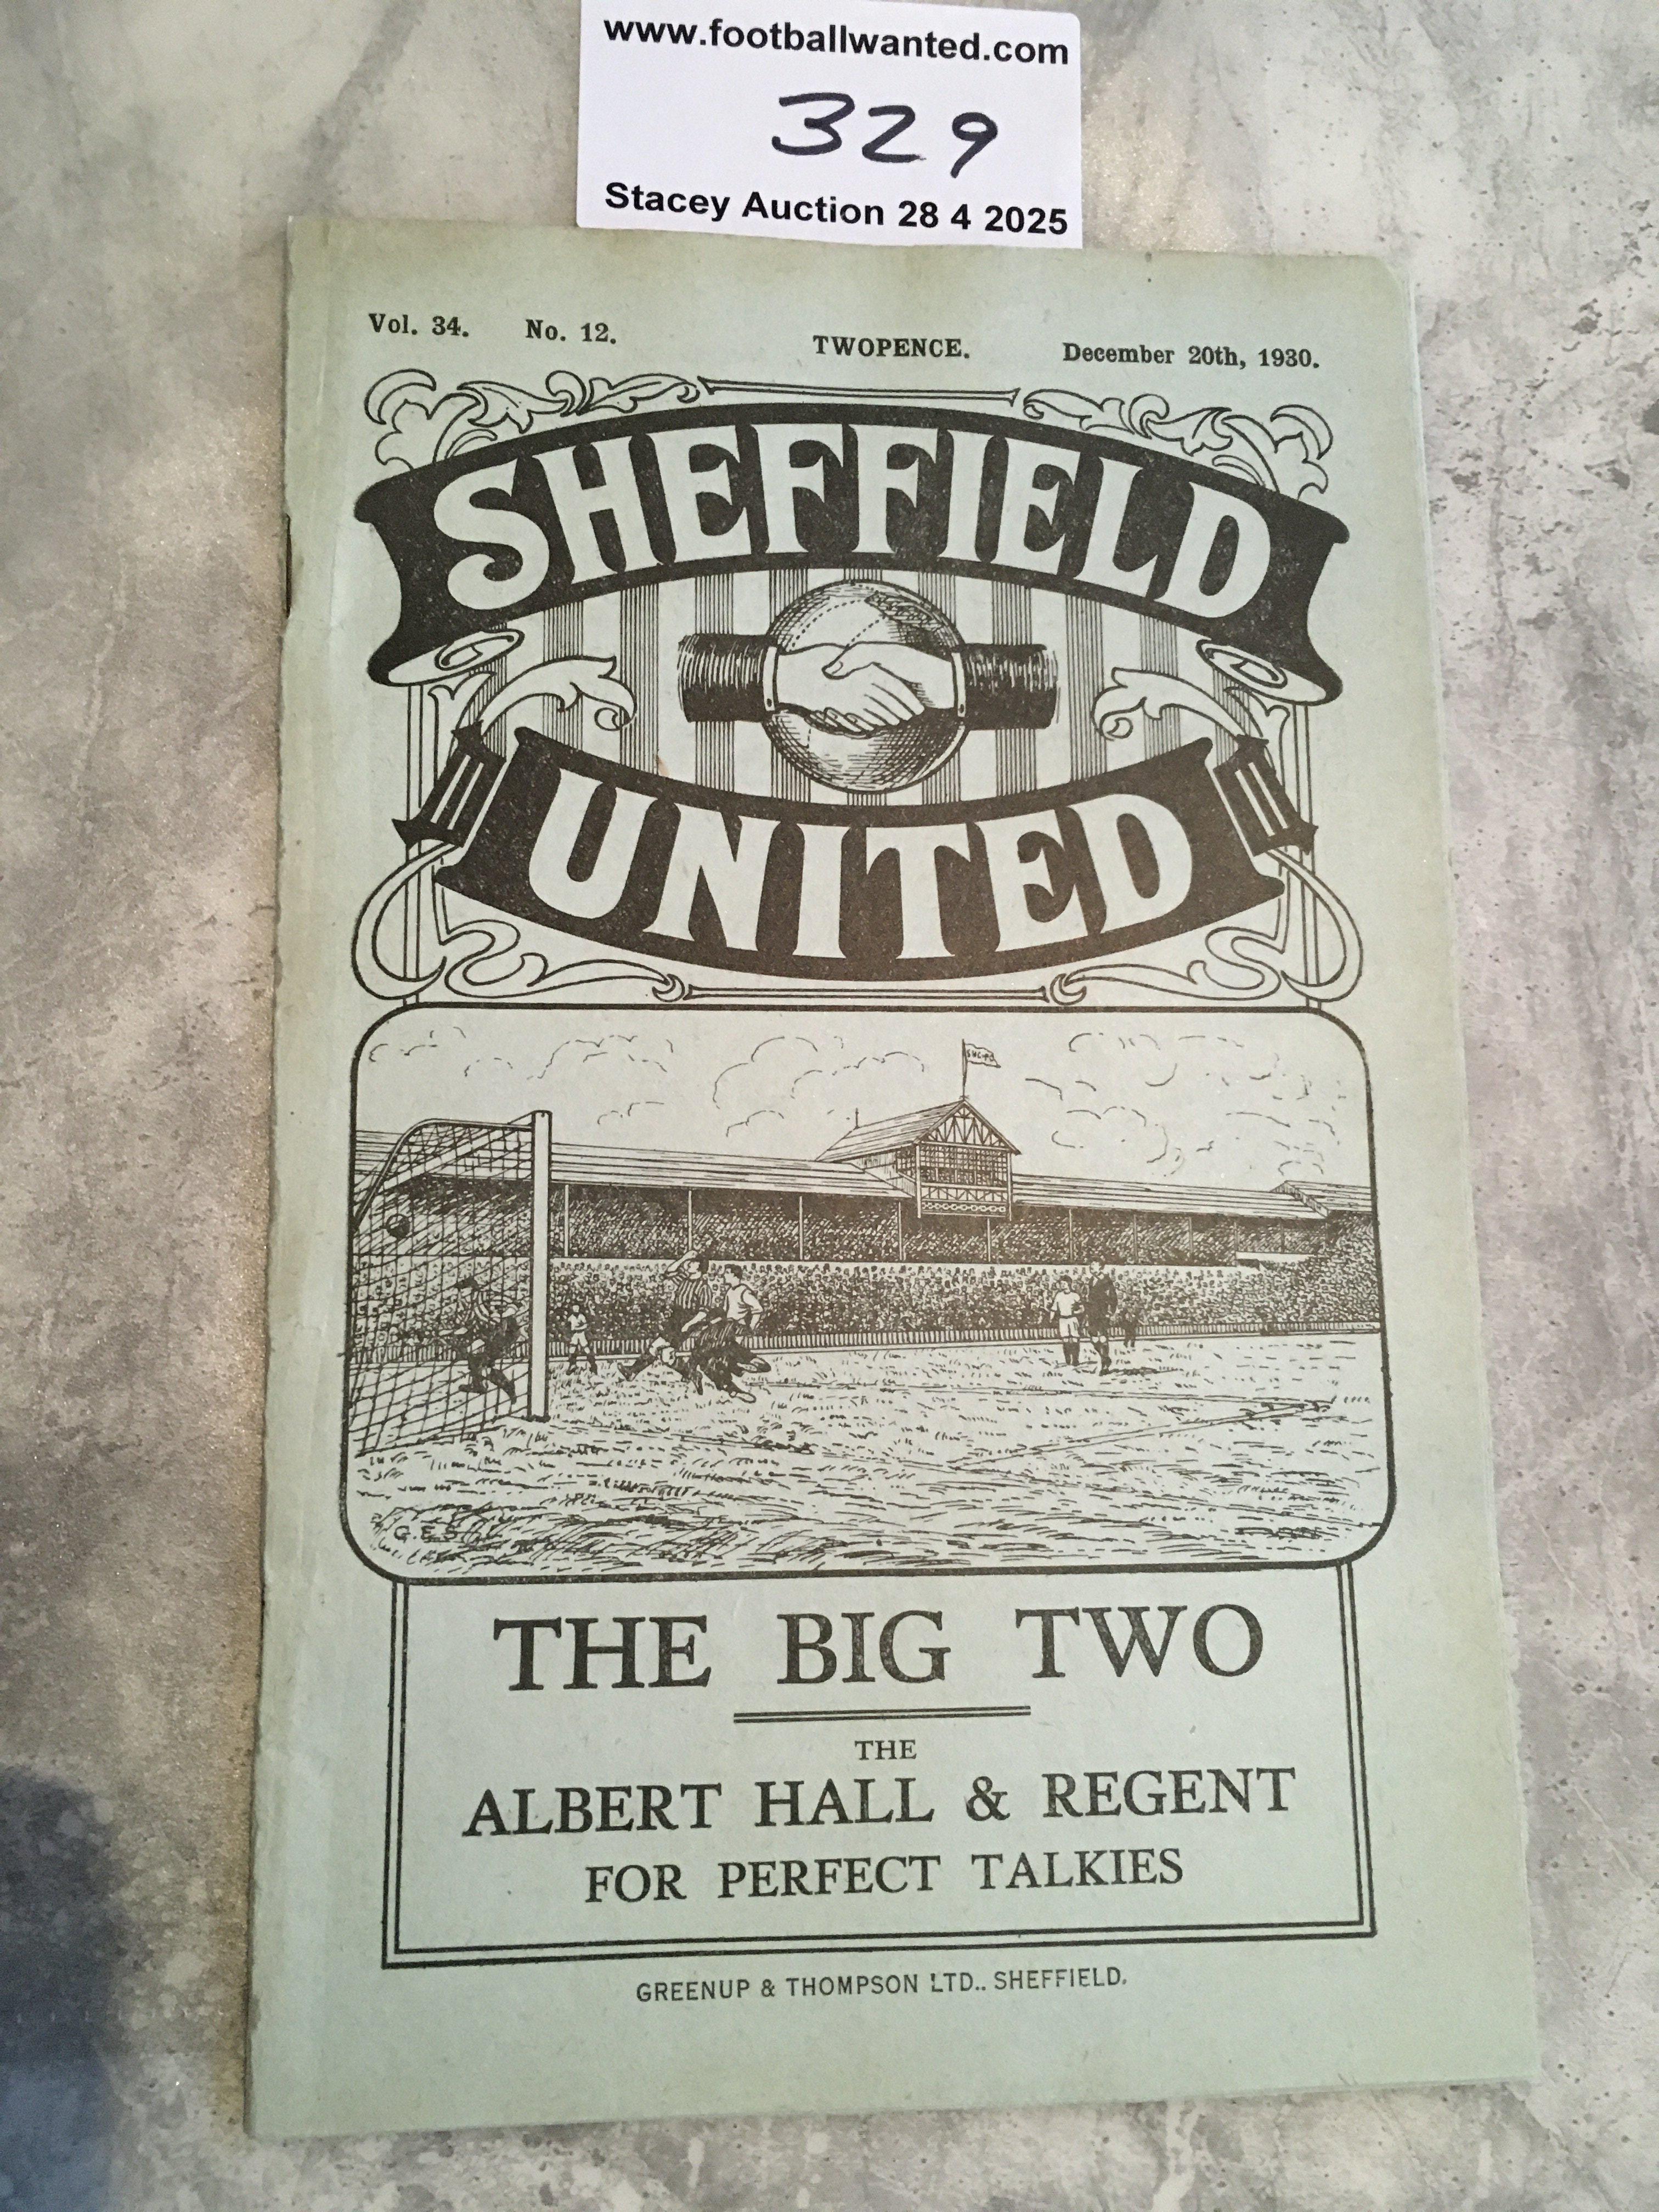 www.footballwanted.com
329
Stacey Auction 28 4 2025
Vol. 34. No. 12. TWOPENCE. December 20th, 1930.
SHEFFIELD
UNITED
G.E.S.
THE BIG TWO
THE
ALBERT HALL & REGENT
FOR PERFECT TALKIES
GREENUP & THOMPSON LTD., SHEFFIELD.